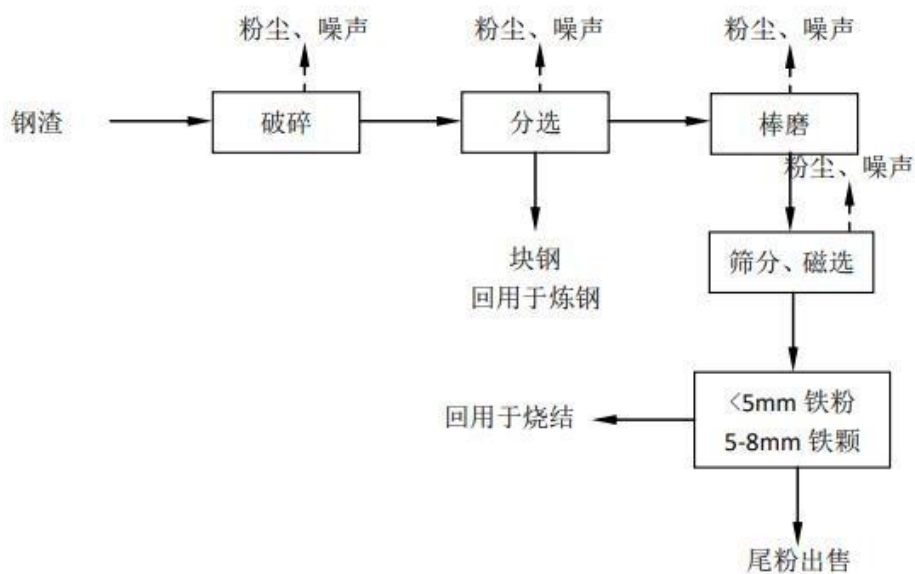 粉尘、噪声
粉尘、噪声
粉尘、噪声
钢渣
破碎
分选
棒磨
粉尘、噪声
块钢
回用于炼钢
筛分、磁选
<5mm 铁粉
5-8mm 铁颗
回用于烧结
尾粉出售